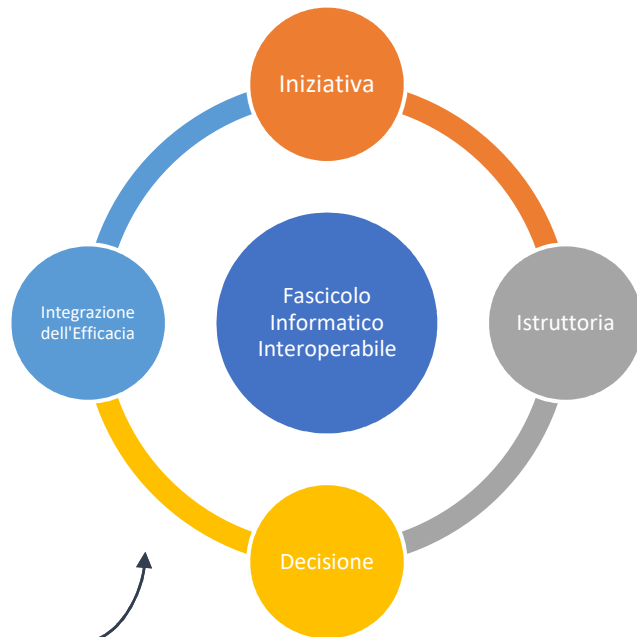 Iniziativa
Fascicolo
Informatico
Interoperabile
Integrazione
dell'Efficacia
Istruttoria
Decisione